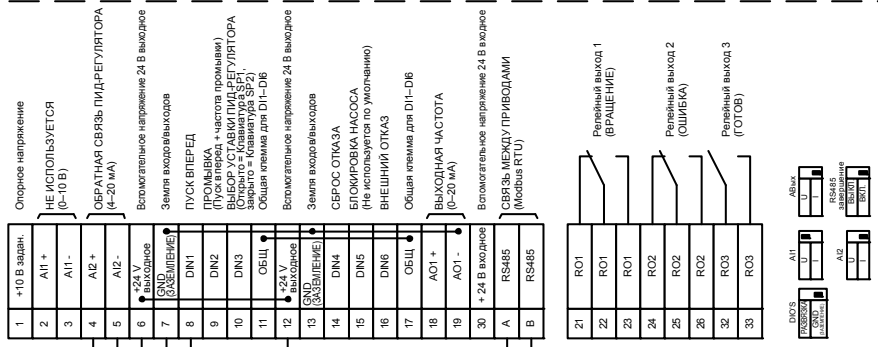 1 +10 В задан. Опорное напряжение
2 AI1 + НЕ ИСПОЛЬЗУЕТСЯ
3 AI1 - (0–10 В)
4 AI2 + ОБРАТНАЯ СВЯЗЬ ПИД-РЕГУЛЯТОРА
5 AI2 - (4–20 мА)
6 +24 V выходное Вспомогательное напряжение 24 В выходное
7 GND (ЗАЗЕМЛЕНИЕ) Земля входов/выходов
8 DIN1 ПУСК ВПЕРЕД
9 DIN2 ПРОМЫВКА
(Пуск вперед + частота промывки)
10 DIN3 ВЫБОР УСТАВКИ ПИД-РЕГУЛЯТОРА
(Открыто = Клавиатура SP1,
закрыто = Клавиатура SP2)
11 ОБЩ Общая клемма для DI1–DI6
12 +24 V выходное Вспомогательное напряжение 24 В выходное
13 GND (ЗАЗЕМЛЕНИЕ) Земля входов/выходов
14 DIN4 СБРОС ОТКАЗА
15 DIN5 БЛОКИРОВКА НАСОСА
(Не используется по умолчанию)
16 DIN6 ВНЕШНИЙ ОТКАЗ
17 ОБЩ Общая клемма для DI1–DI6
18 AO1 + ВЫХОДНАЯ ЧАСТОТА
19 AO1 - (0–20 мА)
30 + 24 В входное Вспомогательное напряжение 24 В входное
A RS485 СВЯЗЬ МЕЖДУ ПРИВОДАМИ
B RS485 (Modbus RTU)
21 RO1
22 RO1
23 RO1
Релейный выход 1
(ВРАЩЕНИЕ)
24 RO2
25 RO2
26 RO2
Релейный выход 2
(ОШИБКА)
32 RO3
33 RO3
Релейный выход 3
(ГОТОВ)
DIO'S
РАЗВЯЗКА
GND
(ЗАЗЕМЛЕНИЕ)
AI1
U
I
АВых
U
I
AI2
U
I
RS485
завершение
ВЫКЛ
ВКЛ.